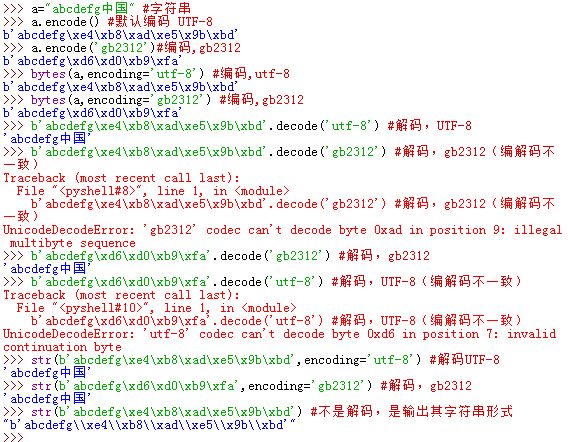 >>> a="abcdefg中国" #字符串
>>> a.encode() #默认编码 UTF-8
b'abcdefg\xe4\xb8\xad\xe5\x9b\xbd'
>>> a.encode('gb2312')#编码,gb2312
b'abcdefg\xd6\xd0\xb9\xfa'
>>> bytes(a,encoding='utf-8') #编码,utf-8
b'abcdefg\xe4\xb8\xad\xe5\x9b\xbd'
>>> bytes(a,encoding='gb2312') #编码,gb2312
b'abcdefg\xd6\xd0\xb9\xfa'
>>> b'abcdefg\xe4\xb8\xad\xe5\x9b\xbd'.decode('utf-8') #解码，UTF-8
'abcdefg中国'
>>> b'abcdefg\xe4\xb8\xad\xe5\x9b\xbd'.decode('gb2312') #解码，gb2312（编解码不
一致）
Traceback (most recent call last):
  File "<pyshell#8>", line 1, in <module>
    b'abcdefg\xe4\xb8\xad\xe5\x9b\xbd'.decode('gb2312') #解码，gb2312（编解码不
一致）
UnicodeDecodeError: 'gb2312' codec can't decode byte 0xad in position 9: illegal
 multibyte sequence
>>> b'abcdefg\xd6\xd0\xb9\xfa'.decode('gb2312') #解码，gb2312
'abcdefg中国'
>>> b'abcdefg\xd6\xd0\xb9\xfa'.decode('utf-8') #解码，UTF-8（编解码不一致）
Traceback (most recent call last):
  File "<pyshell#10>", line 1, in <module>
    b'abcdefg\xd6\xd0\xb9\xfa'.decode('utf-8') #解码，UTF-8（编解码不一致）
UnicodeDecodeError: 'utf-8' codec can't decode byte 0xd6 in position 7: invalid
continuation byte
>>> str(b'abcdefg\xe4\xb8\xad\xe5\x9b\xbd',encoding='utf-8') #解码UTF-8
'abcdefg中国'
>>> str(b'abcdefg\xd6\xd0\xb9\xfa',encoding='gb2312') #解码，gb2312
'abcdefg中国'
>>> str(b'abcdefg\xe4\xb8\xad\xe5\x9b\xbd') #不是解码，是输出其字符串形式
"b'abcdefg\\xe4\\xb8\\xad\\xe5\\x9b\\xbd'"
>>>